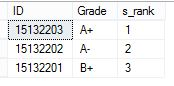 ID Grade s_rank
15132203 A+ 1
15132202 A- 2
15132201 B+ 3